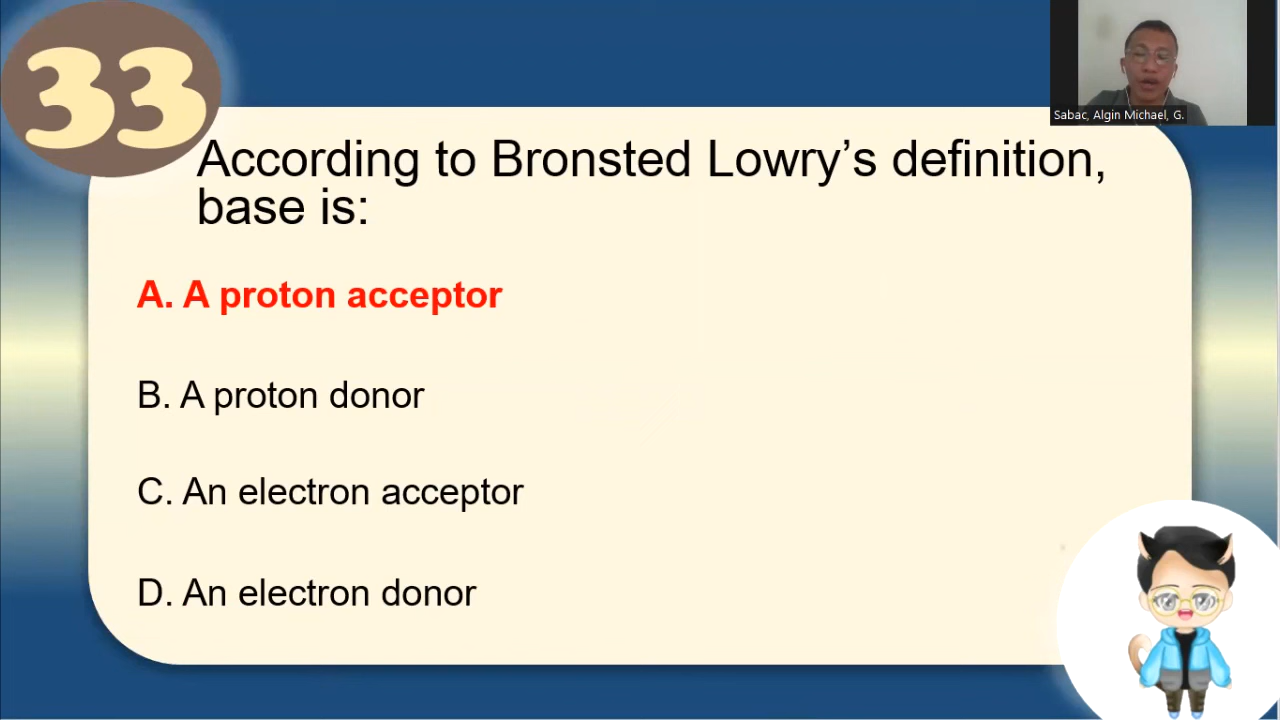 33
Sabac, Algin Michael, G.
According to Bronsted Lowry’s definition,
base is:
A. A proton acceptor
B. A proton donor
C. An electron acceptor
D. An electron donor